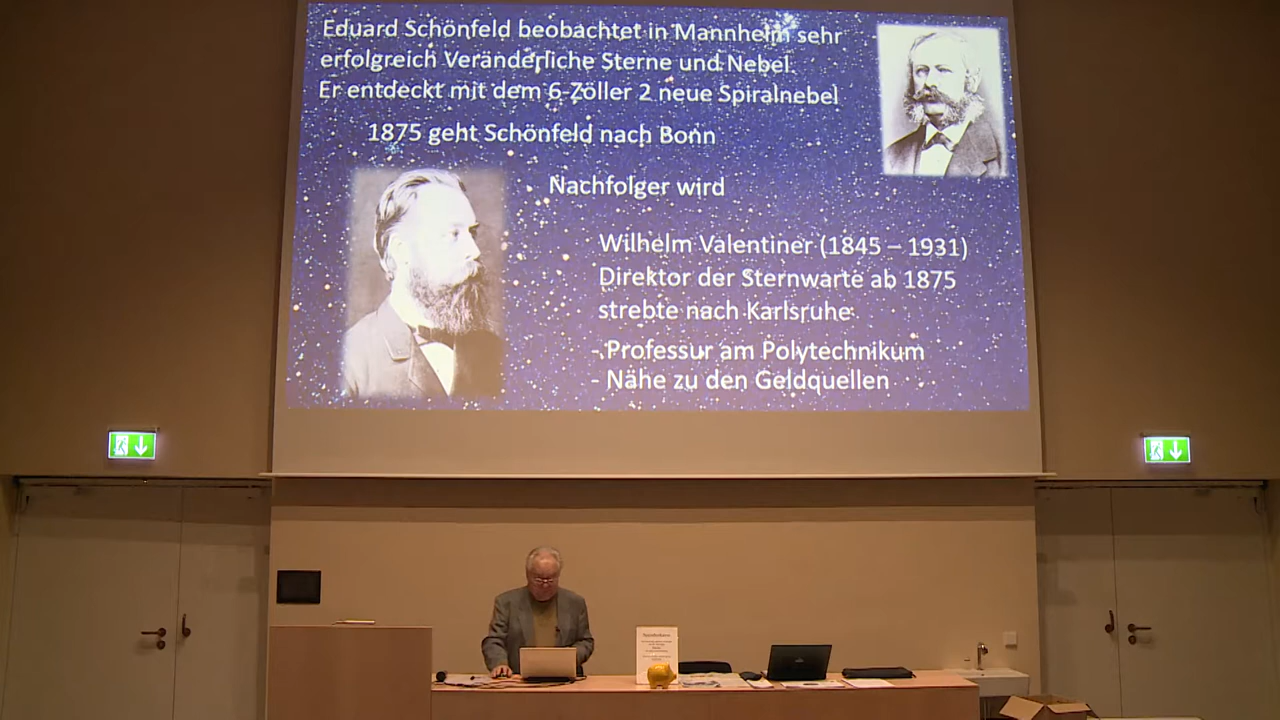 Eduard Schönfeld beobachtet in Mannheim sehr
erfolgreich Veränderliche Sterne und Nebel.
Er entdeckt mit dem 6-Zöller 2 neue Spiralnebel
1875 geht Schönfeld nach Bonn
Nachfolger wird
Wilhelm Valentiner (1845 – 1931)
Direktor der Sternwarte ab 1875
strebte nach Karlsruhe
- Professur am Polytechnikum
- Nähe zu den Geldquellen